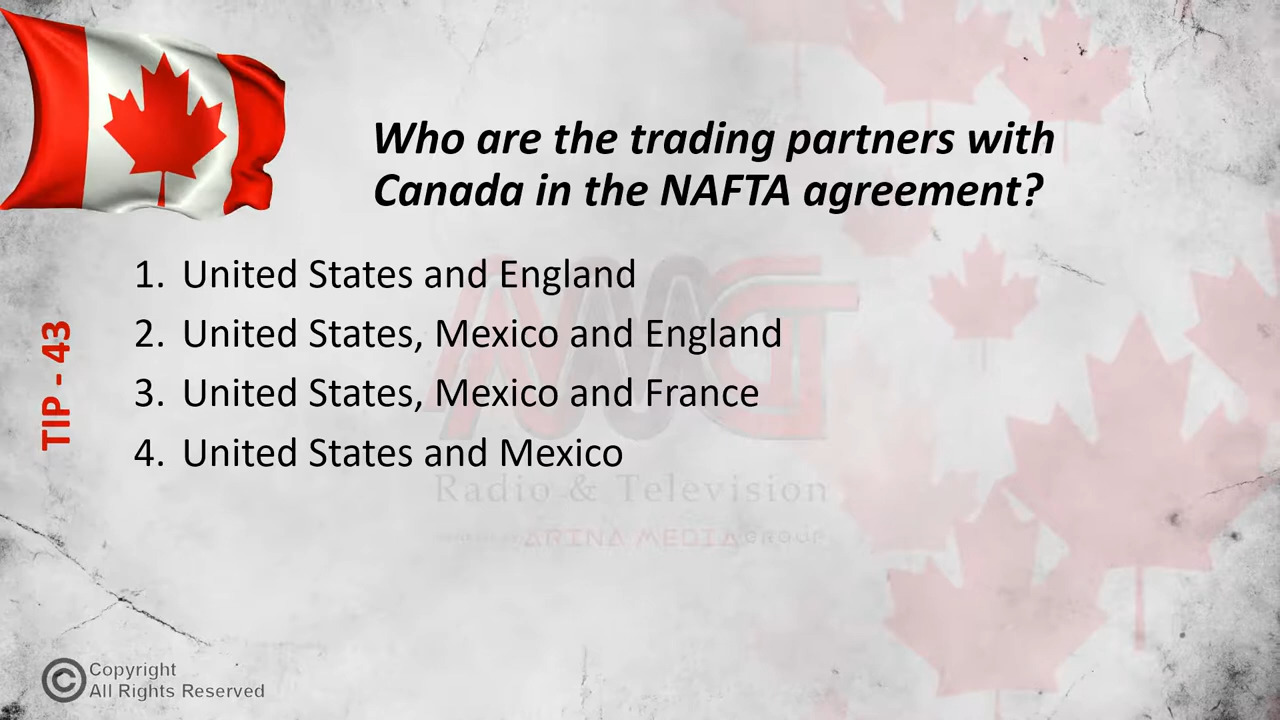 Who are the trading partners with
Canada in the NAFTA agreement?
1. United States and England
2. United States, Mexico and England
3. United States, Mexico and France
4. United States and Mexico
TIP - 43
Radio & Television
ARINA MEDIA GROUP
© Copyright
All Rights Reserved